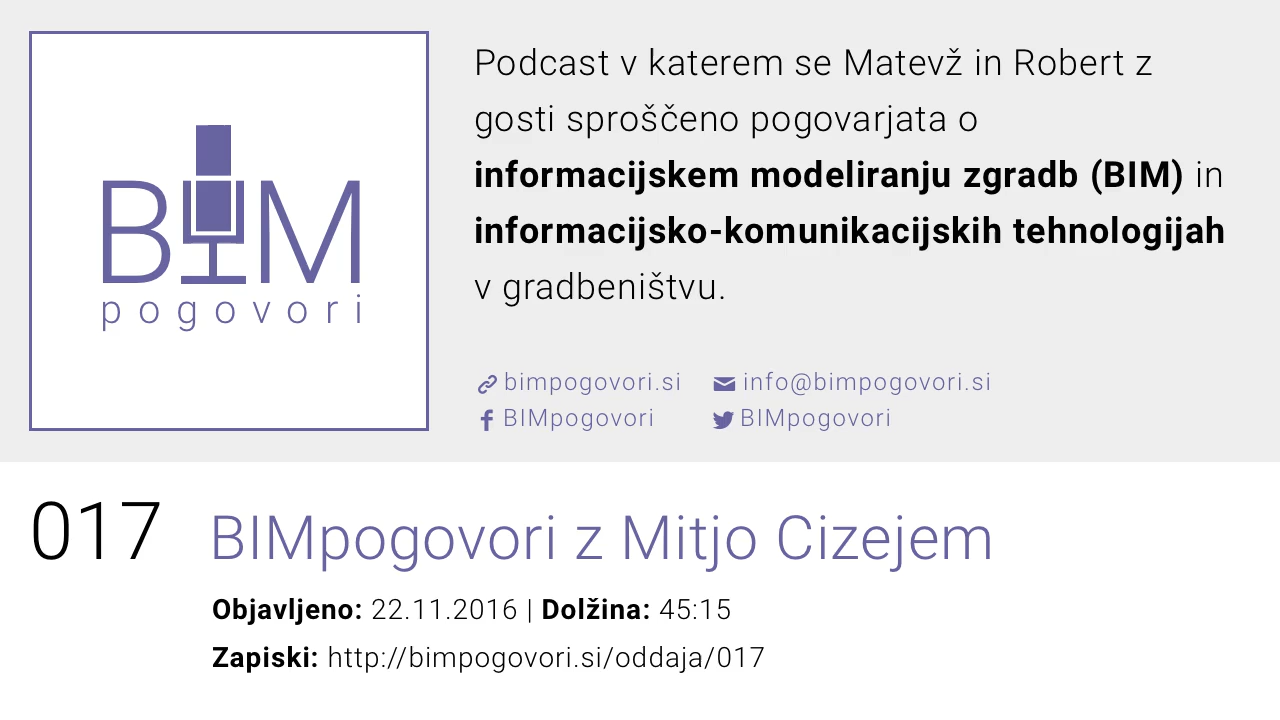 BIM
pogovori
Podcast v katerem se Matevž in Robert z
gosti sproščeno pogovarjata o
informacijskem modeliranju zgradb (BIM) in
informacijsko-komunikacijskih tehnologijah
v gradbeništvu.
bimpogovori.si info@bimpogovori.si
BIMpogovori BIMpogovori
017 BIMpogovori z Mitjo Cizejem
Objavljeno: 22.11.2016 | Dolžina: 45:15
Zapiski: http://bimpogovori.si/oddaja/017